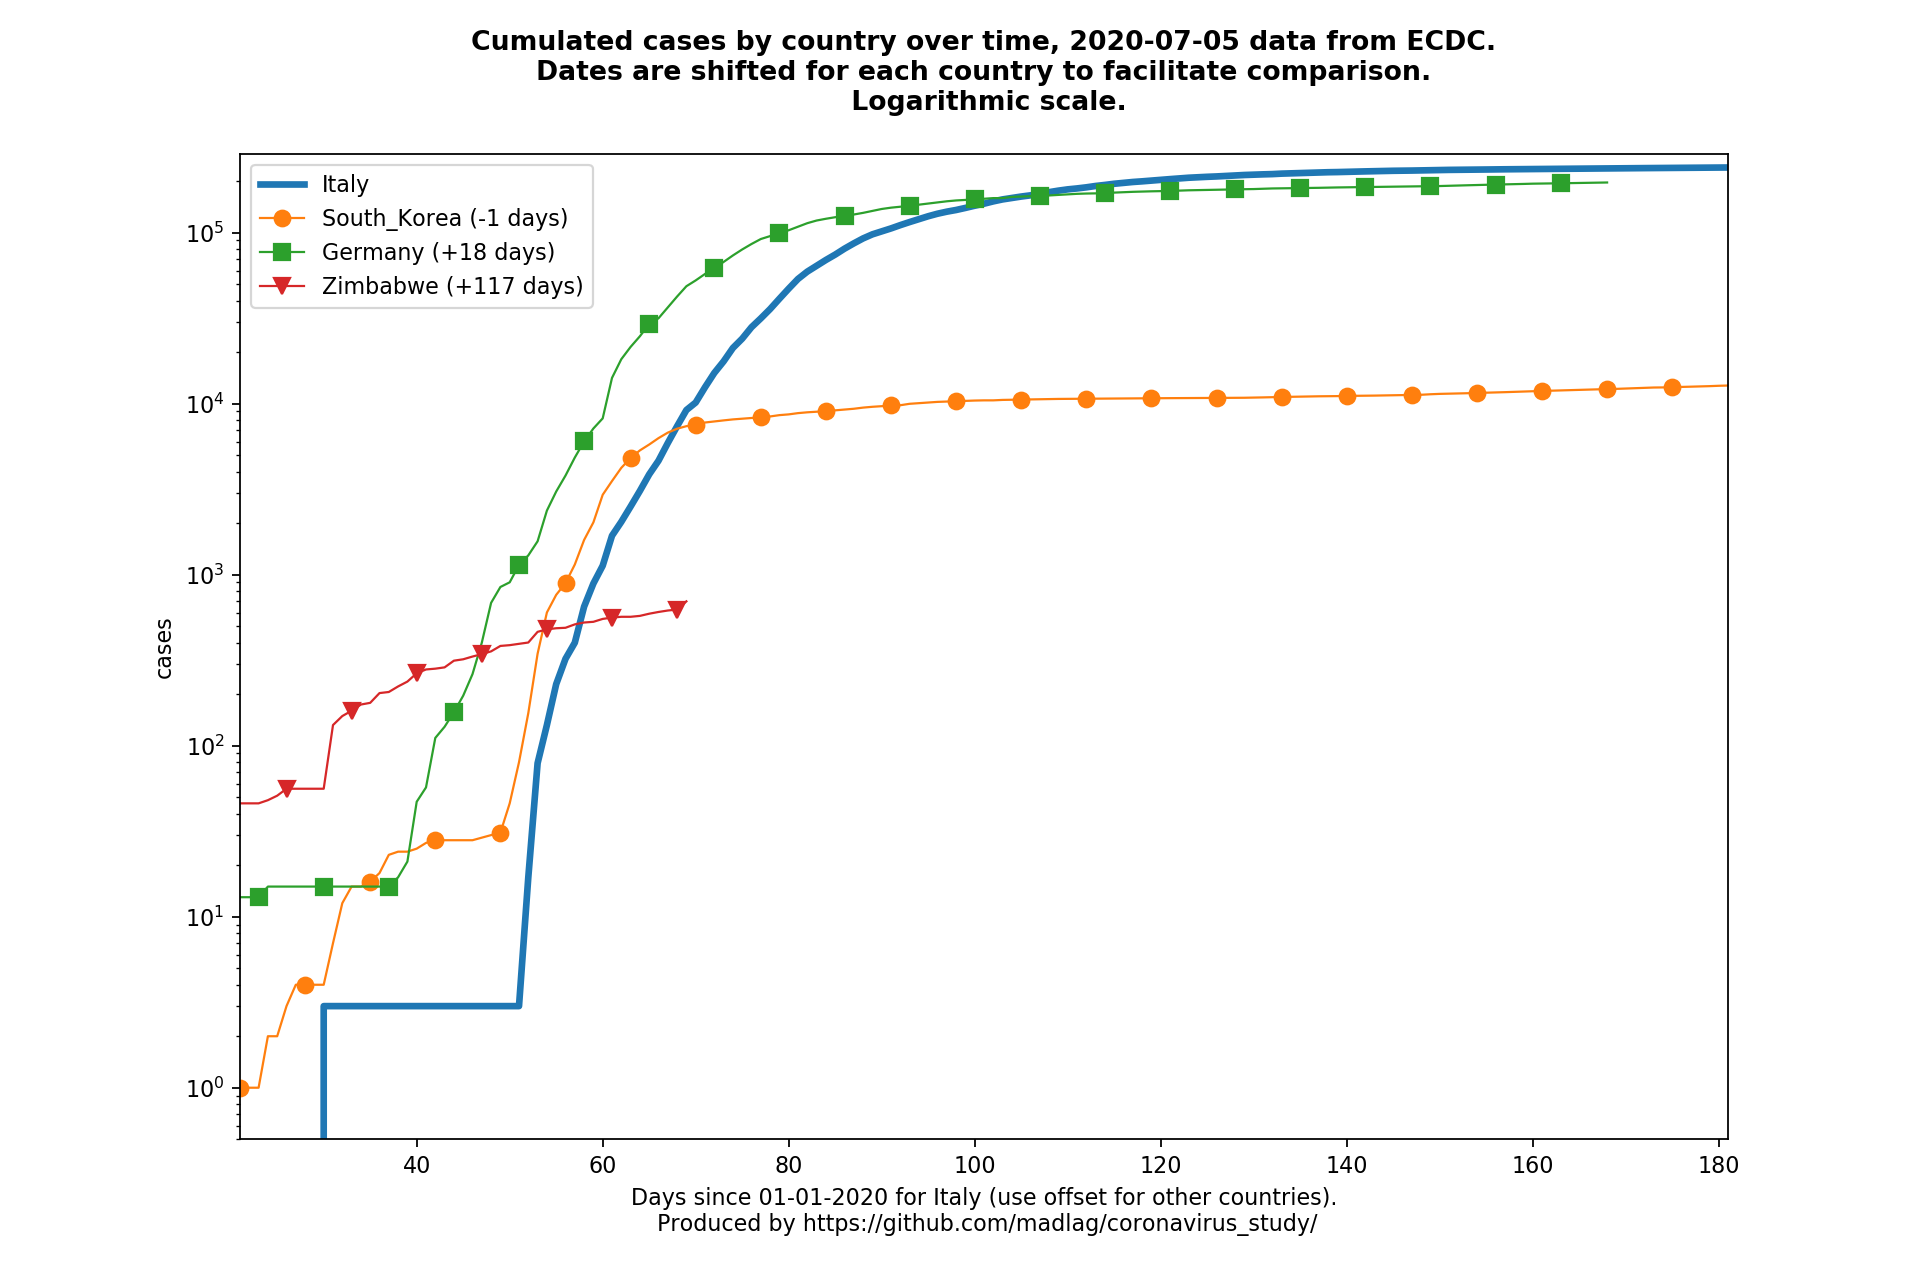 Cumulated cases by country over time, 2020-07-05 data from ECDC.
Dates are shifted for each country to facilitate comparison.
Logarithmic scale.
Italy
South_Korea (-1 days)
Germany (+18 days)
Zimbabwe (+117 days)
cases
10^5
10^4
10^3
10^2
10^1
10^0
40 60 80 100 120 140 160 180
Days since 01-01-2020 for Italy (use offset for other countries).
Produced by https://github.com/madlag/coronavirus_study/